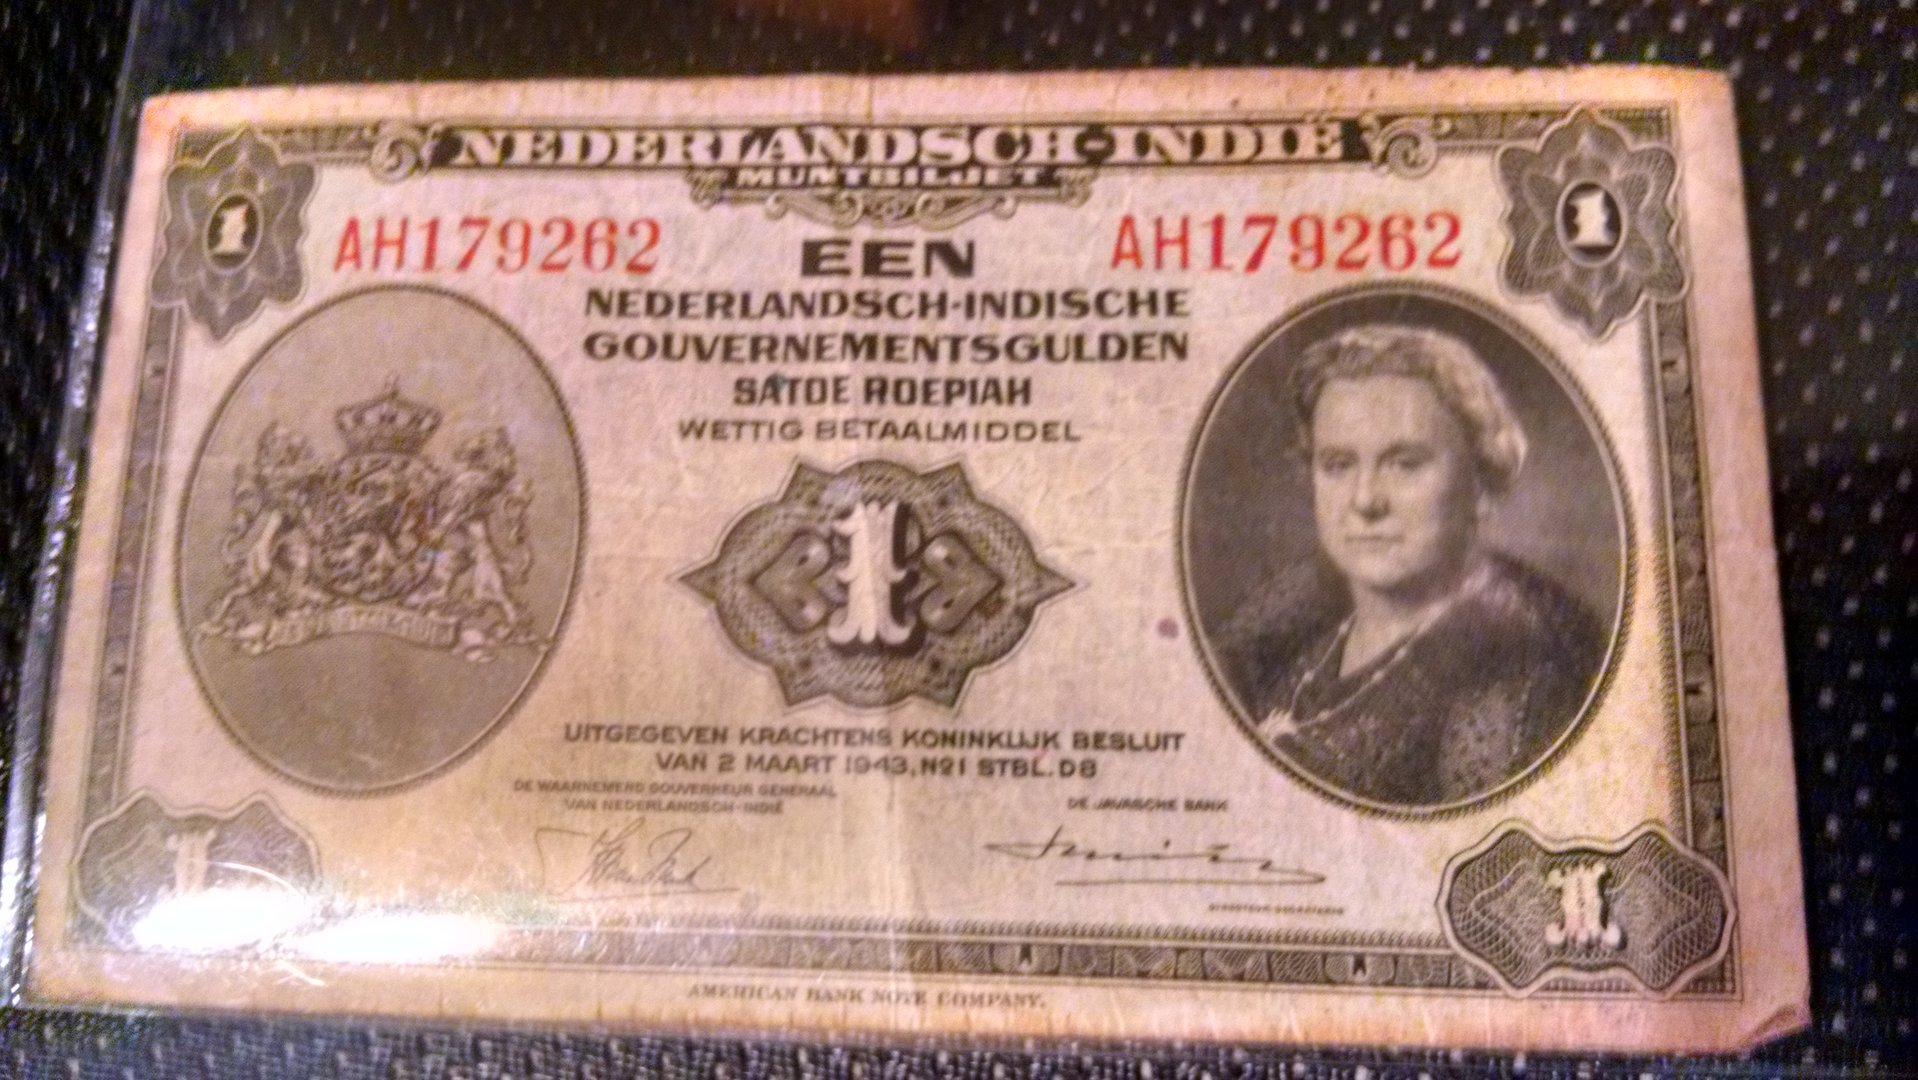 NEDERLANDSCH-INDIË
MUNTBILJET
1
1
AH179262
AH179262
EEN
NEDERLANDSCH-INDISCHE
GOUVERNEMENTSGULDEN
SATOE ROEPIAH
WETTIG BETAALMIDDEL
1
UITGEGEVEN KRACHTENS KONINKLIJK BESLUIT
VAN 2 MAART 1943, Nº1 STBL. D8
DE WAARNEMEND GOUVERNEUR GENERAAL
VAN NEDERLANDSCH-INDIË
DE JAVASCHE BANK
1
1
AMERICAN BANK NOTE COMPANY.